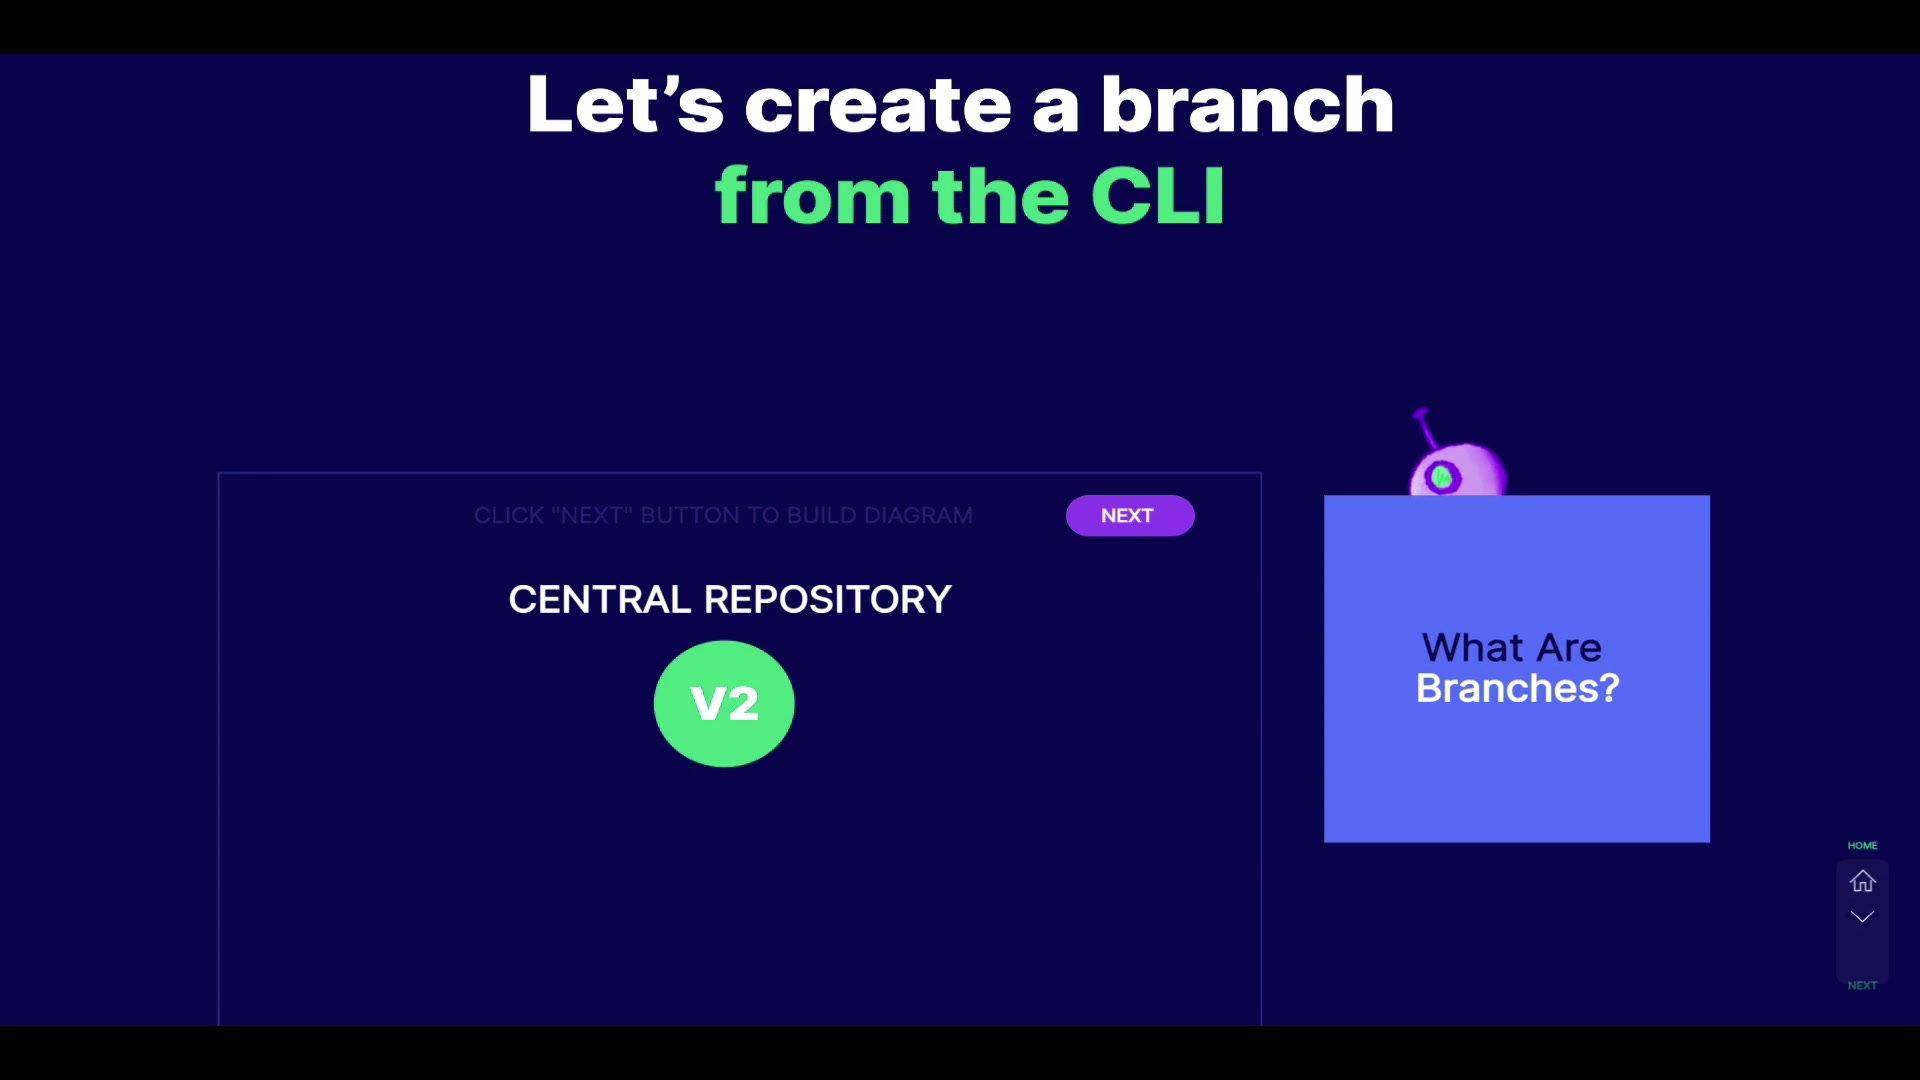 Let’s create a branch
from the CLI
CLICK "NEXT" BUTTON TO BUILD DIAGRAM
NEXT
CENTRAL REPOSITORY
V2
What Are
Branches?
HOME
NEXT